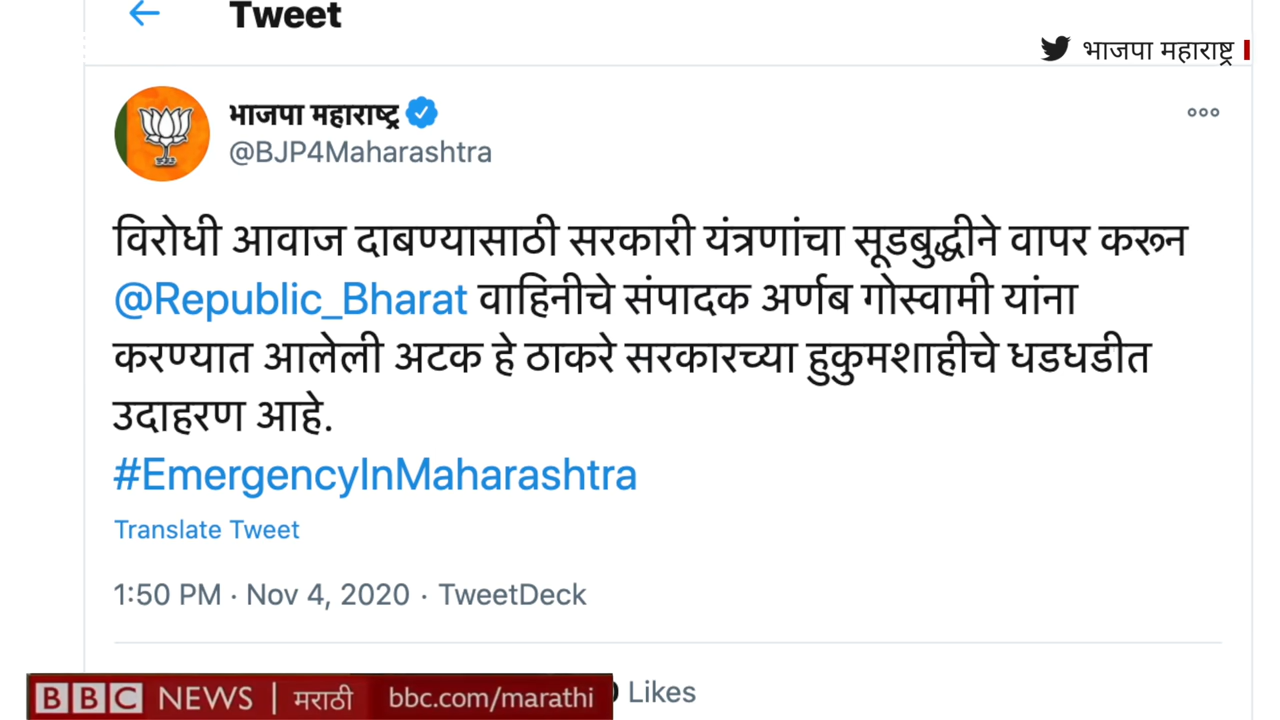 Tweet
भाजपा महाराष्ट्र
भाजपा महाराष्ट्र
@BJP4Maharashtra
विरोधी आवाज दाबण्यासाठी सरकारी यंत्रणांचा सूडबुद्धीने वापर करून
@Republic_Bharat वाहिनीचे संपादक अर्णब गोस्वामी यांना
करण्यात आलेली अटक हे ठाकरे सरकारच्या हुकुमशाहीचे धडधडीत
उदाहरण आहे.
#EmergencyInMaharashtra
Translate Tweet
1:50 PM · Nov 4, 2020 · TweetDeck
Likes
BBC NEWS | मराठी bbc.com/marathi